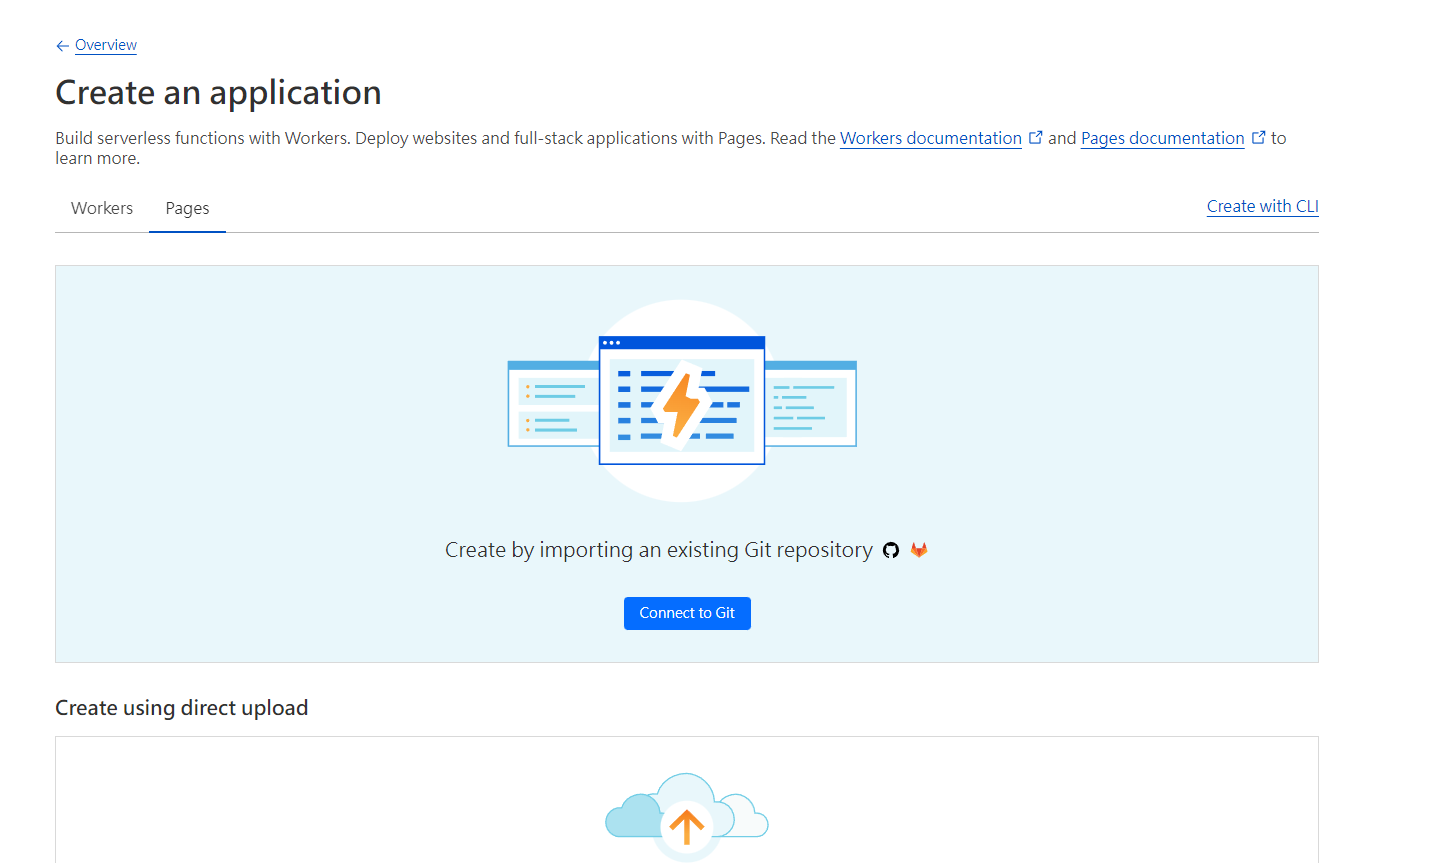 ← Overview
Create an application
Build serverless functions with Workers. Deploy websites and full-stack applications with Pages. Read the Workers documentation and Pages documentation to
learn more.
Workers Pages Create with CLI
Create by importing an existing Git repository
Connect to Git
Create using direct upload